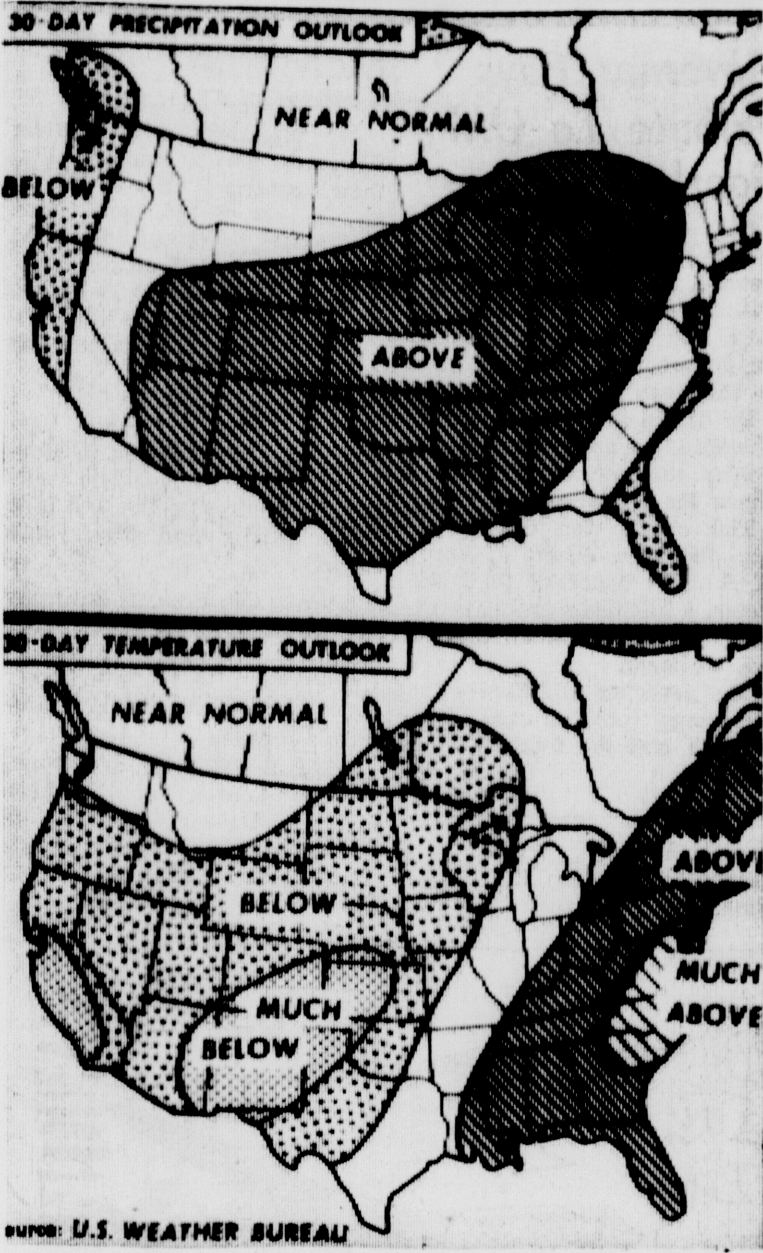 30-DAY PRECIPITATION OUTLOOK
NEAR NORMAL
BELOW
ABOVE
30-DAY TEMPERATURE OUTLOOK
NEAR NORMAL
ABOVE
BELOW
MUCH
ABOVE
MUCH
BELOW
ource: U.S. WEATHER BUREAU